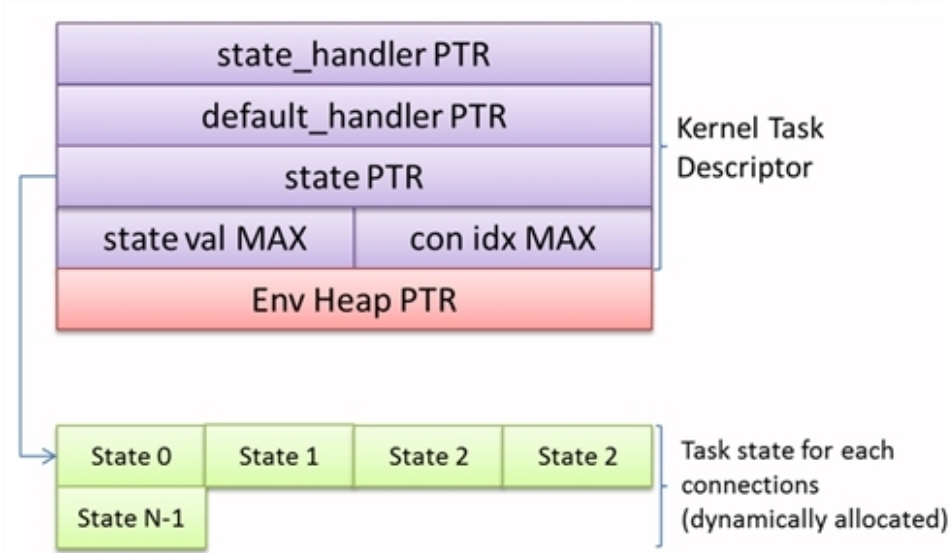 state_handler PTR
default_handler PTR
state PTR
state val MAX
con idx MAX
Env Heap PTR
Kernel Task
Descriptor
State 0
State 1
State 2
State 2
State N-1
Task state for each
connections
(dynamically allocated)